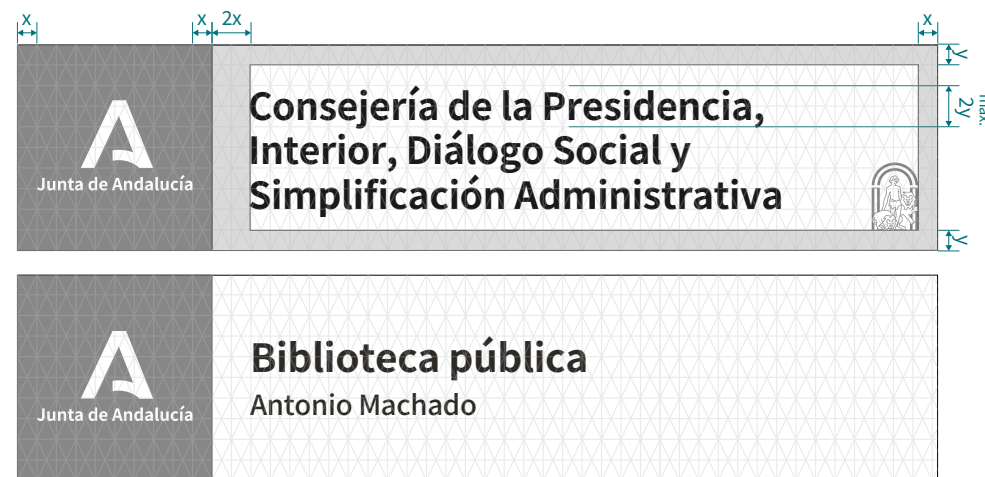 x x 2x x
y
Consejería de la Presidencia,
2y
máx.
Interior, Diálogo Social y
Simplificación Administrativa
Junta de Andalucía
y
Biblioteca pública
Antonio Machado
Junta de Andalucía